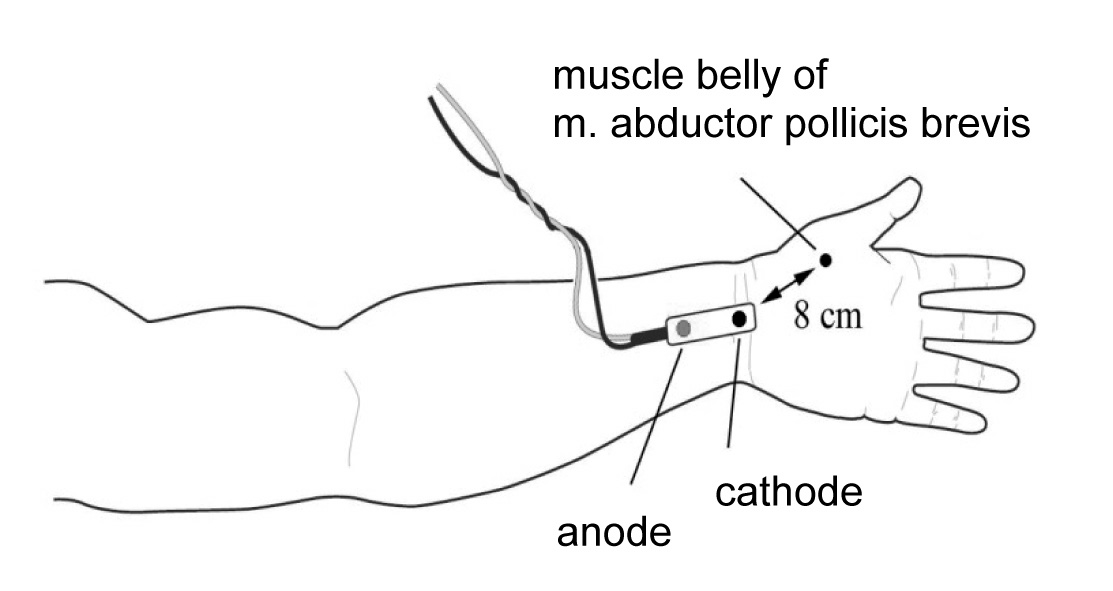 muscle belly of
m. abductor pollicis brevis
8 cm
cathode
anode